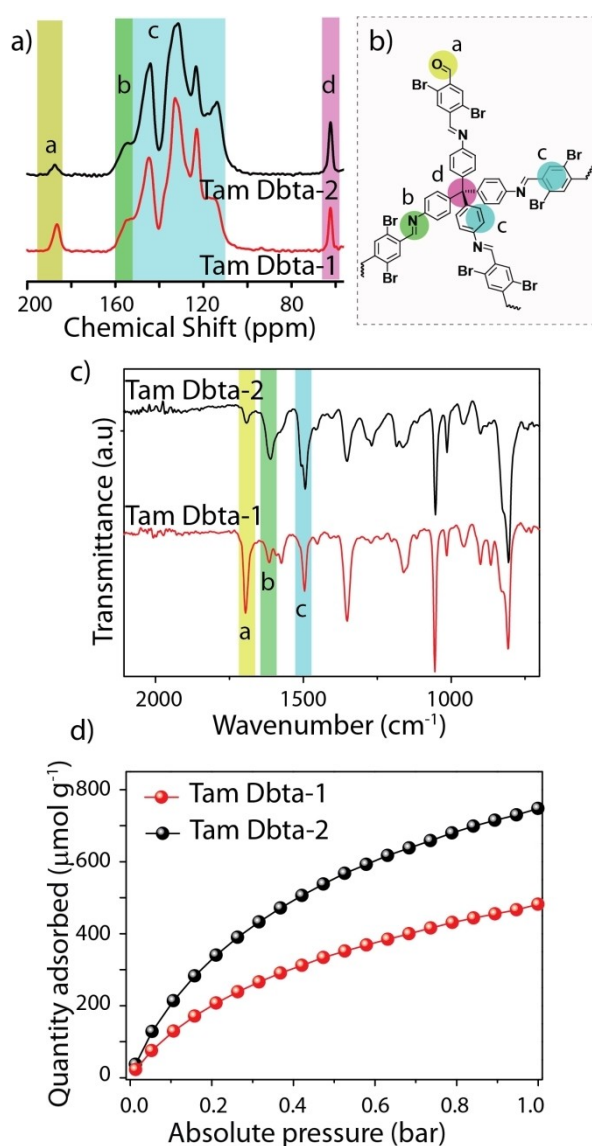 a)
a
b
c
d
Tam Dbta-2
Tam Dbta-1
200 160 120 80
Chemical Shift (ppm)
b)
a
O
Br
Br
N
d
b
N
Br
Br
N
C
Br
Br
C
N
Br
Br
c)
Tam Dbta-2
Tam Dbta-1
a
b
c
Transmittance (a.u)
2000 1500 1000
Wavenumber (cm-1)
d)
Tam Dbta-1
Tam Dbta-2
800
600
400
200
0
Quantity adsorbed (μmol g-1)
0.0 0.2 0.4 0.6 0.8 1.0
Absolute pressure (bar)